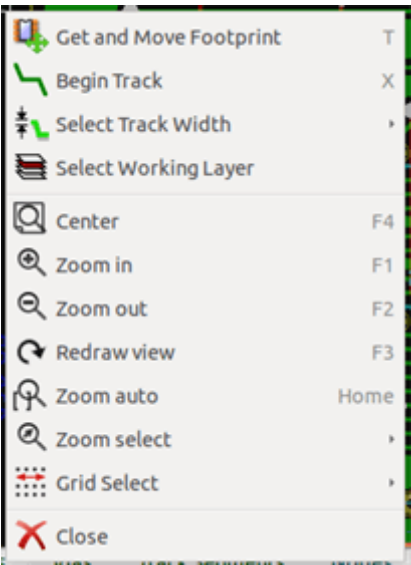 Get and Move Footprint T
Begin Track X
Select Track Width
Select Working Layer
Center F4
Zoom in F1
Zoom out F2
Redraw view F3
Zoom auto Home
Zoom select
Grid Select
Close